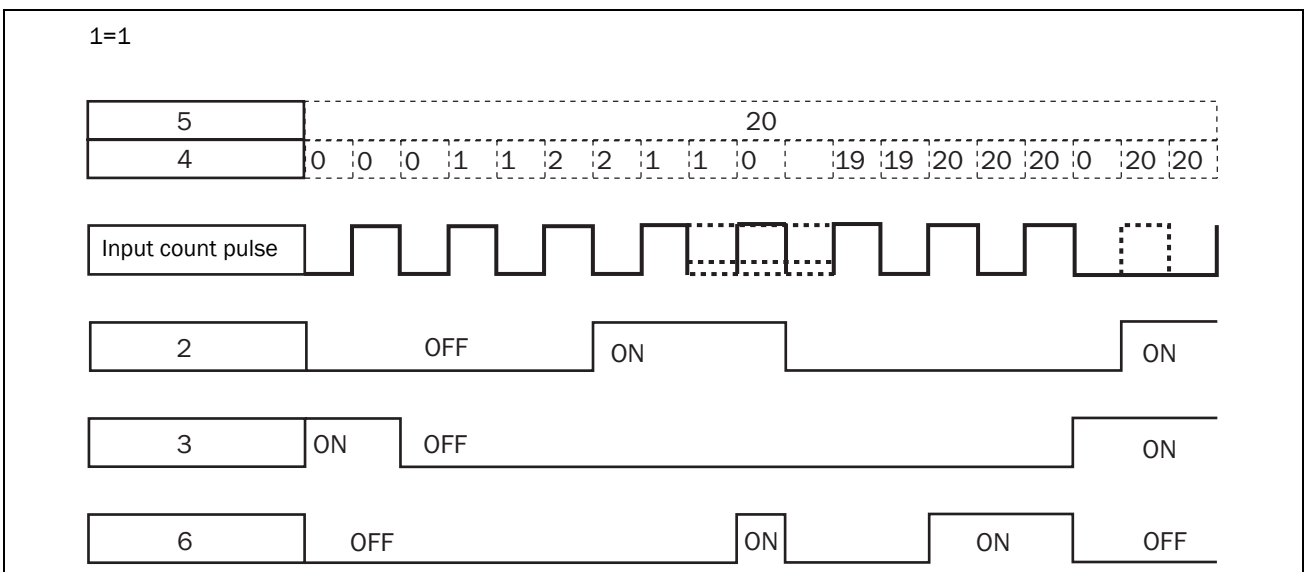 1=1
5 20
4 0 0 0 1 1 2 2 1 1 0 19 19 20 20 20 0 20 20
Input count pulse
2 OFF ON ON
3 ON OFF ON
6 OFF ON ON OFF